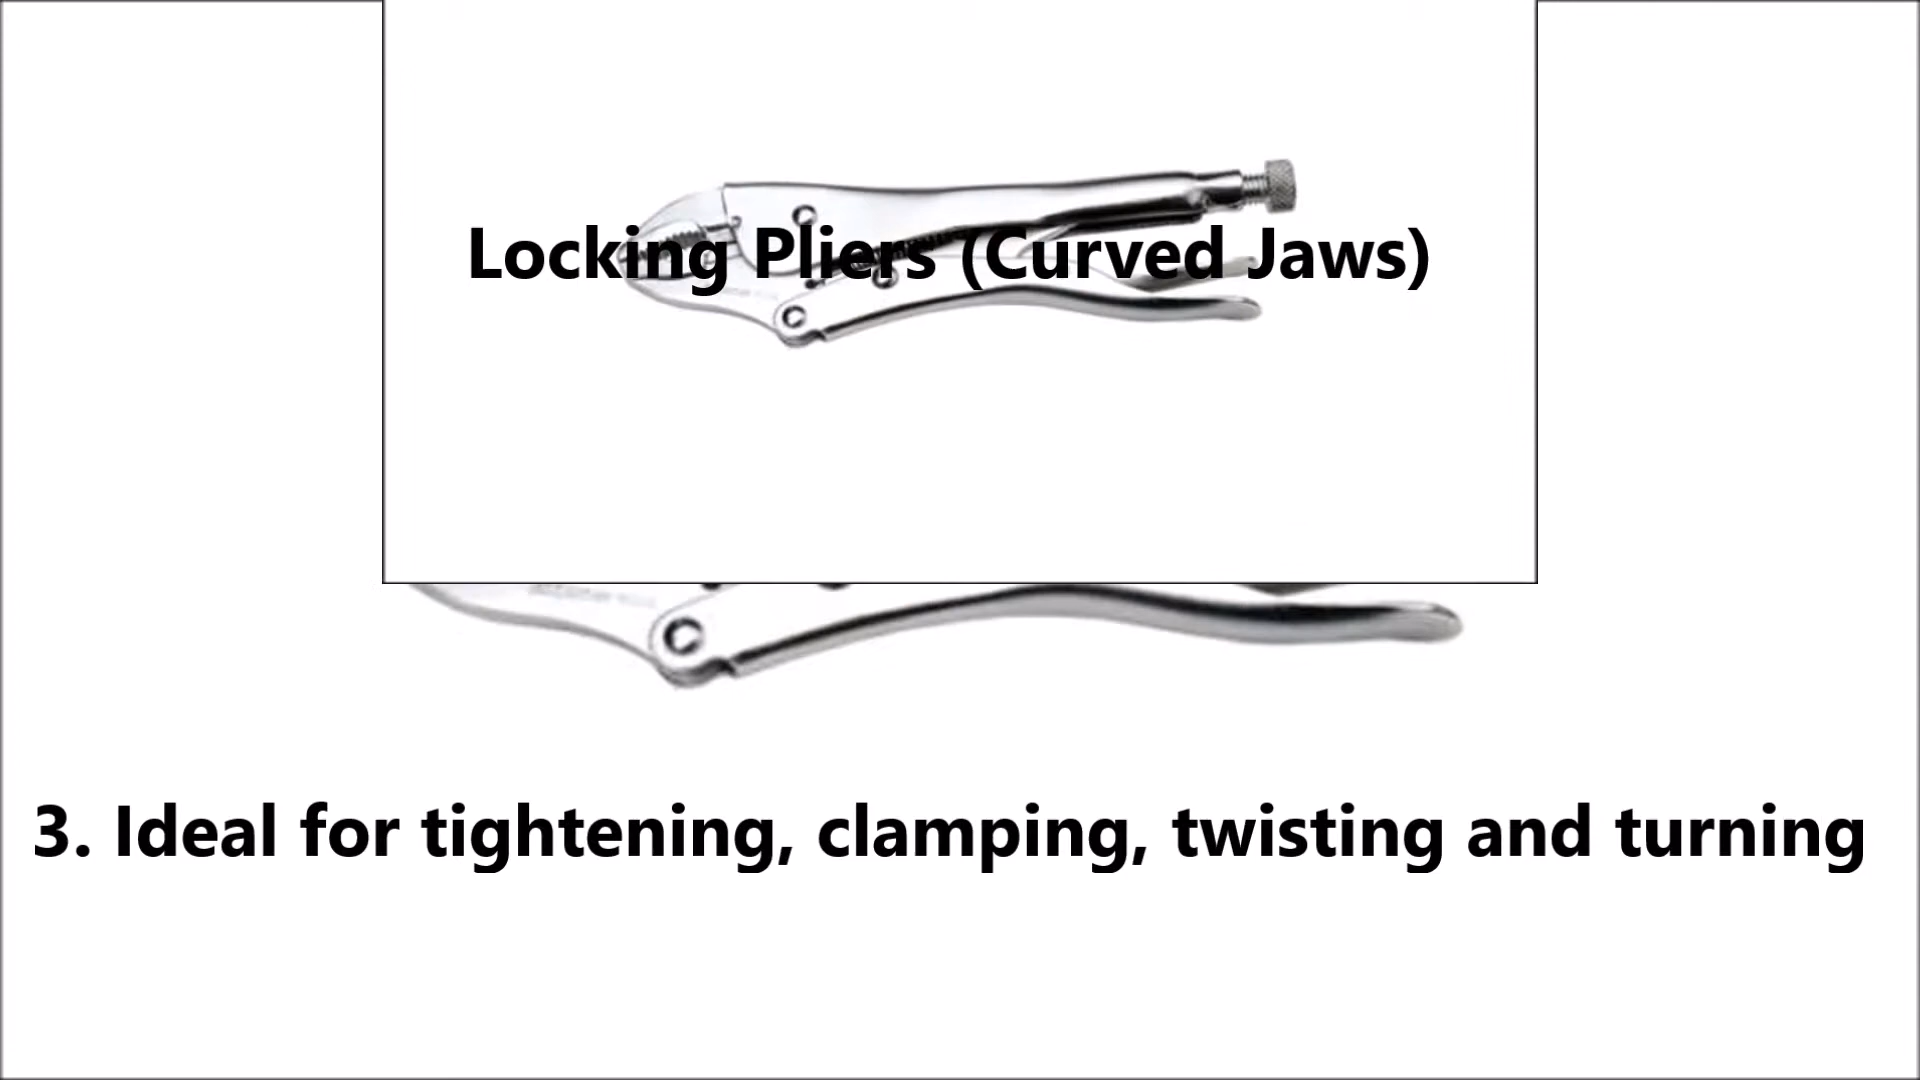 Locking Pliers (Curved Jaws)
3. Ideal for tightening, clamping, twisting and turning